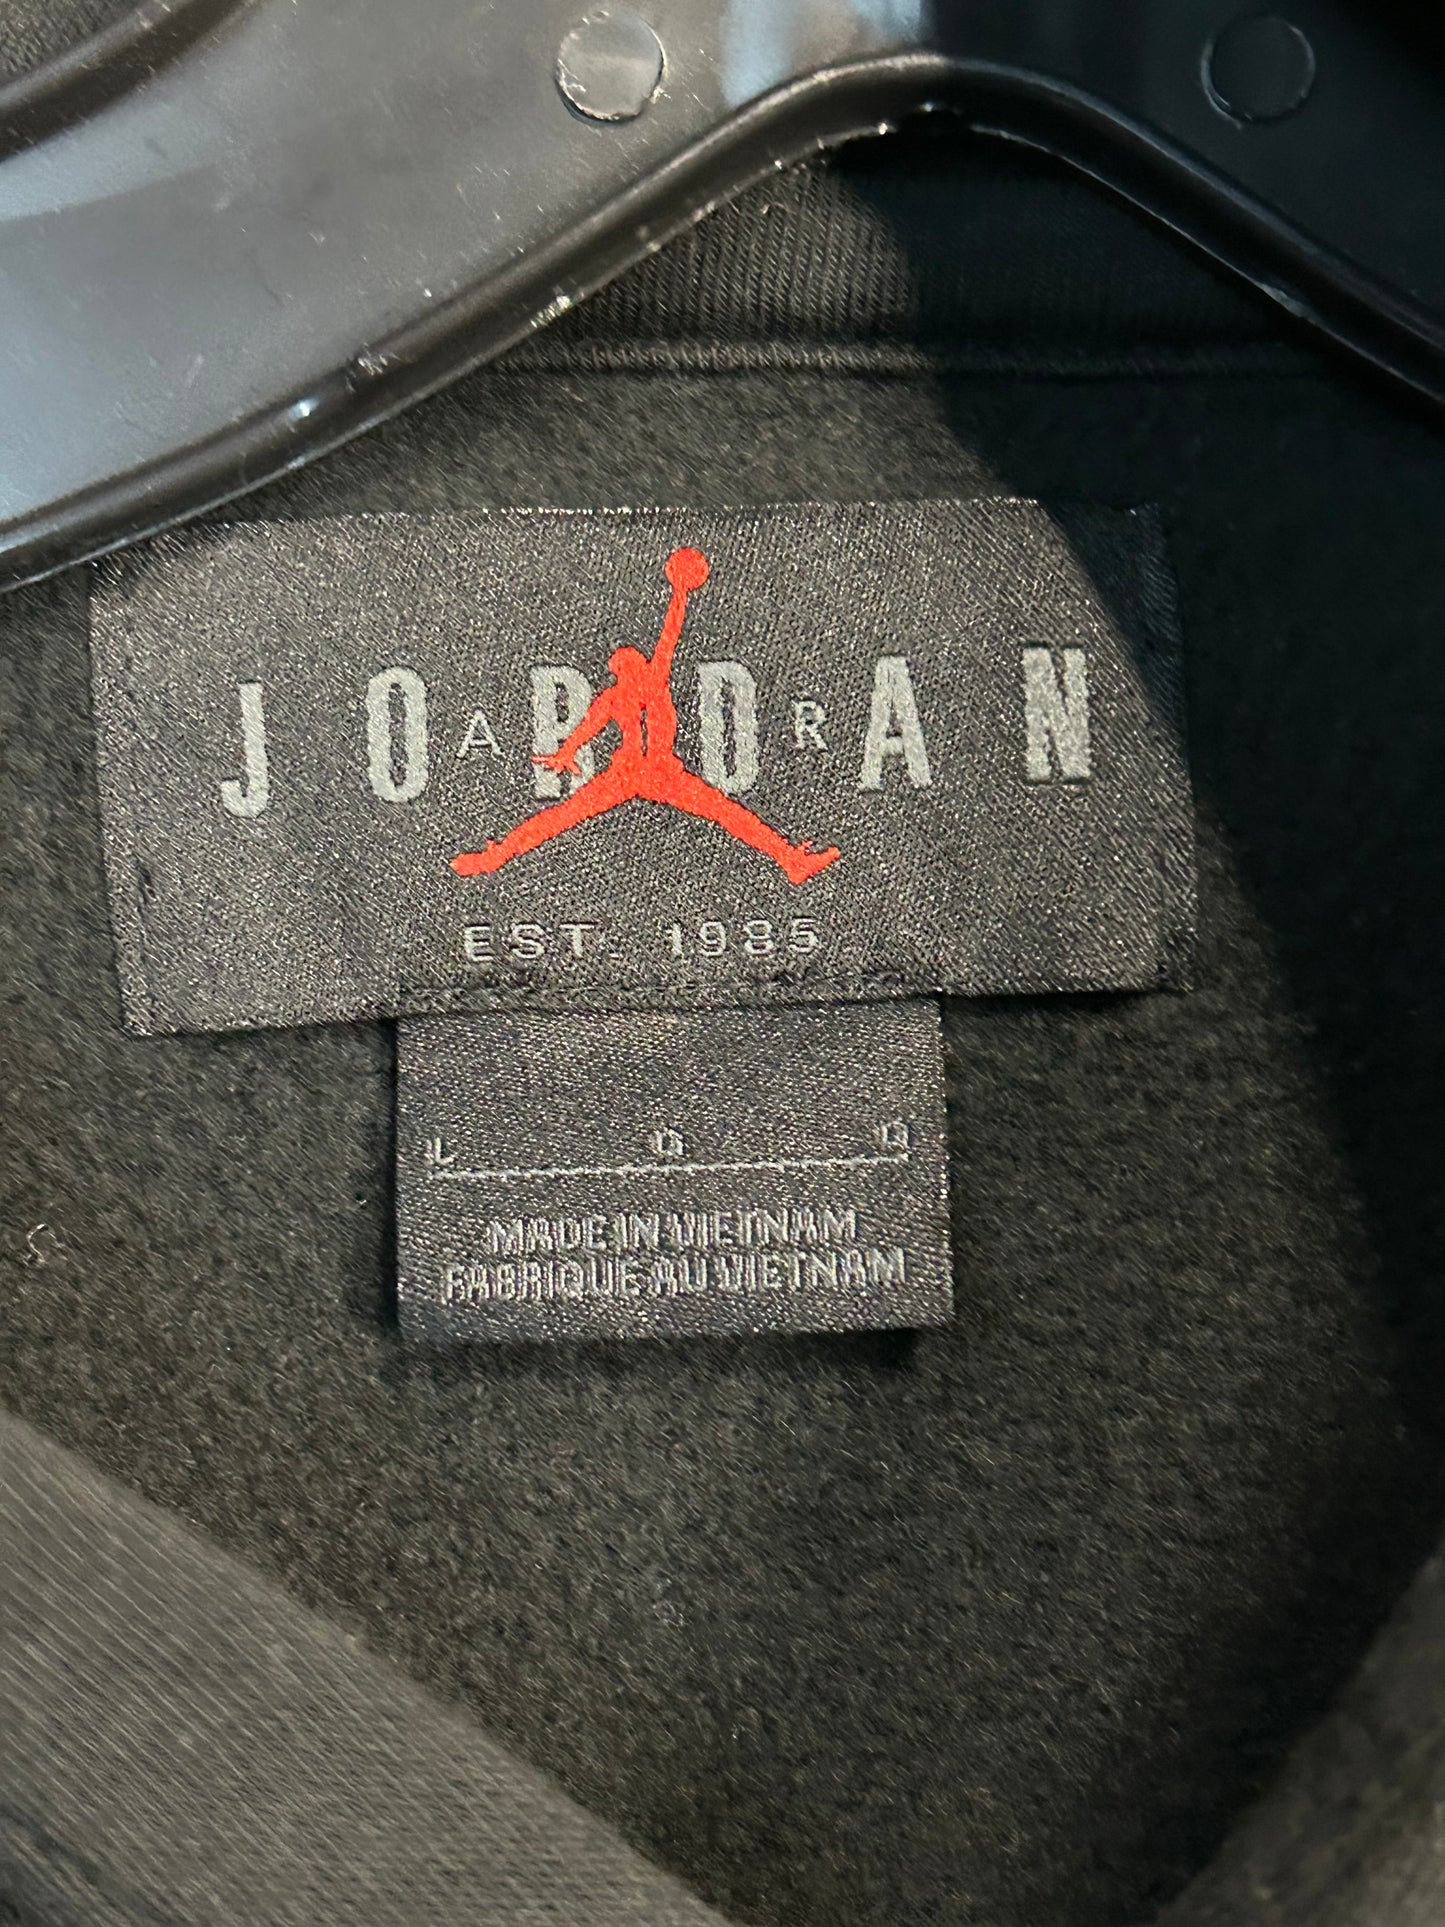 JORDAN
AIR
EST. 1985
L G G
MADE IN VIETNAM
FABRIQUE AU VIETNAM